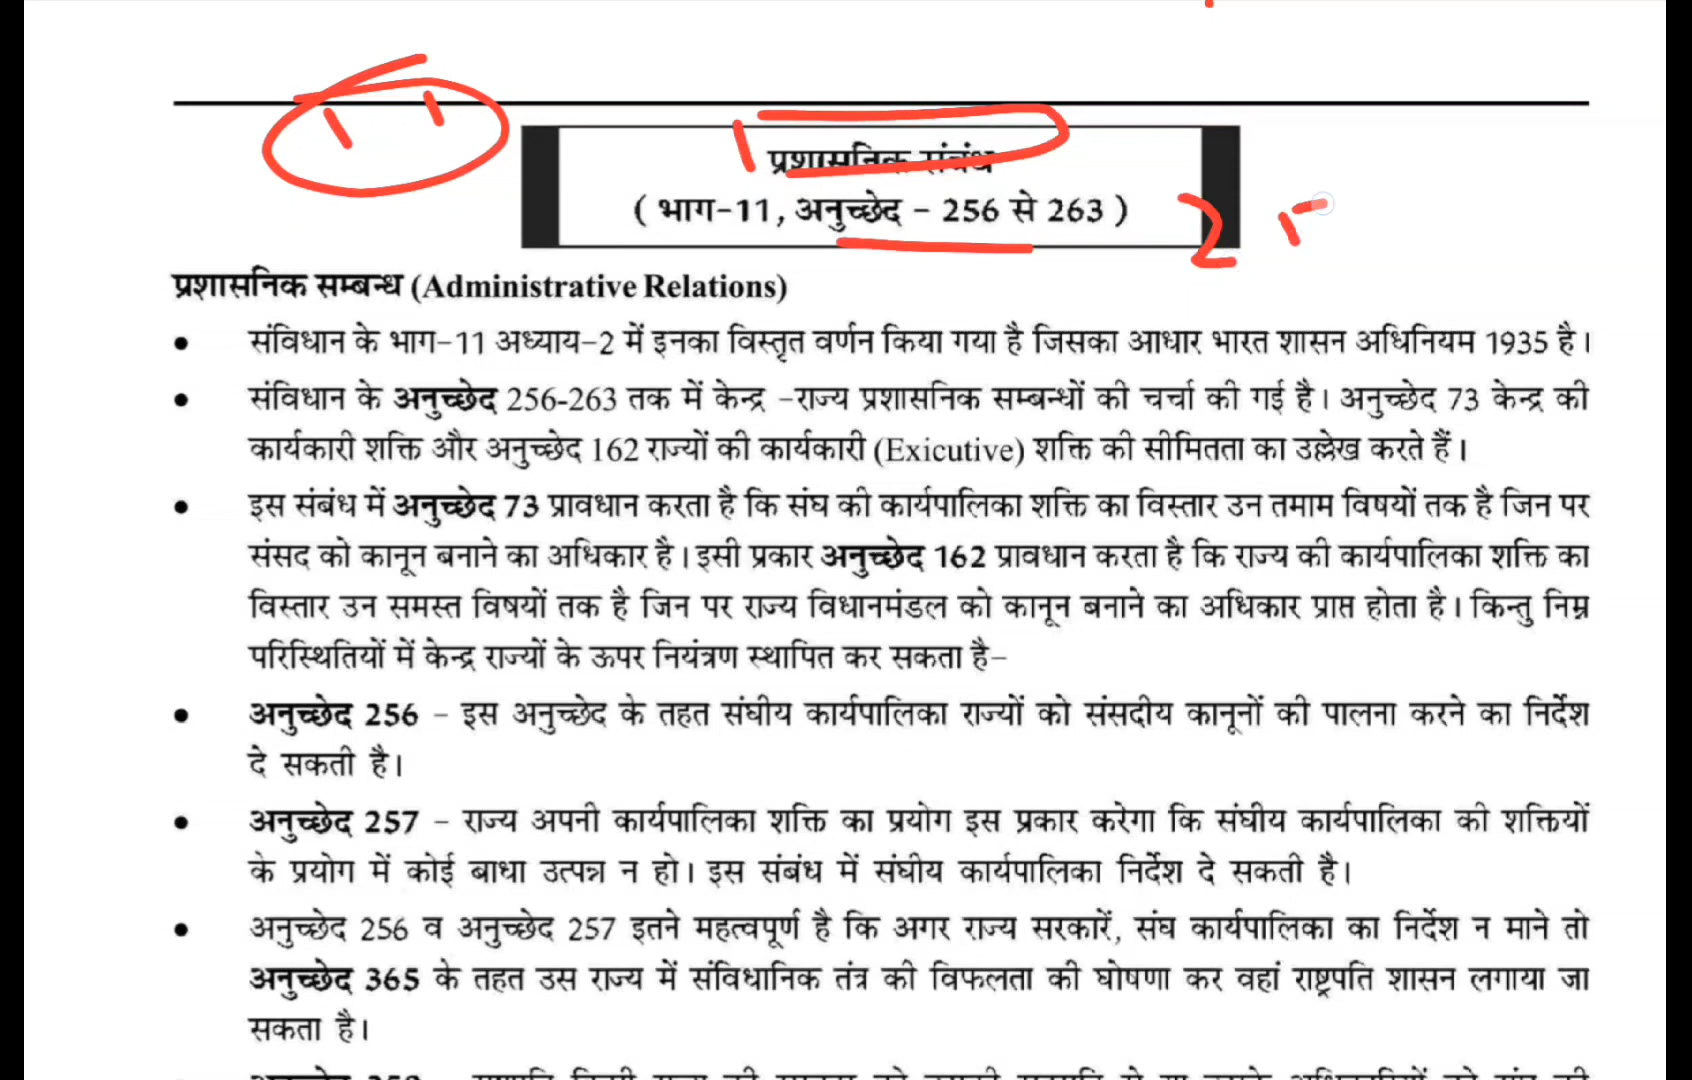 11
प्रशासनिक संबंध
( भाग-11, अनुच्छेद - 256 से 263 )
प्रशासनिक सम्बन्ध (Administrative Relations)
• संविधान के भाग-11 अध्याय-2 में इनका विस्तृत वर्णन किया गया है जिसका आधार भारत शासन अधिनियम 1935 है।
• संविधान के अनुच्छेद 256-263 तक में केन्द्र -राज्य प्रशासनिक सम्बन्धों की चर्चा की गई है। अनुच्छेद 73 केन्द्र की
कार्यकारी शक्ति और अनुच्छेद 162 राज्यों की कार्यकारी (Exicutive) शक्ति की सीमितता का उल्लेख करते हैं।
• इस संबंध में अनुच्छेद 73 प्रावधान करता है कि संघ की कार्यपालिका शक्ति का विस्तार उन तमाम विषयों तक है जिन पर
संसद को कानून बनाने का अधिकार है। इसी प्रकार अनुच्छेद 162 प्रावधान करता है कि राज्य की कार्यपालिका शक्ति का
विस्तार उन समस्त विषयों तक है जिन पर राज्य विधानमंडल को कानून बनाने का अधिकार प्राप्त होता है। किन्तु निम्न
परिस्थितियों में केन्द्र राज्यों के ऊपर नियंत्रण स्थापित कर सकता है-
• अनुच्छेद 256 - इस अनुच्छेद के तहत संघीय कार्यपालिका राज्यों को संसदीय कानूनों की पालना करने का निर्देश
दे सकती है।
• अनुच्छेद 257 - राज्य अपनी कार्यपालिका शक्ति का प्रयोग इस प्रकार करेगा कि संघीय कार्यपालिका की शक्तियों
के प्रयोग में कोई बाधा उत्पन्न न हो। इस संबंध में संघीय कार्यपालिका निर्देश दे सकती है।
• अनुच्छेद 256 व अनुच्छेद 257 इतने महत्वपूर्ण है कि अगर राज्य सरकारें, संघ कार्यपालिका का निर्देश न माने तो
अनुच्छेद 365 के तहत उस राज्य में संविधानिक तंत्र की विफलता की घोषणा कर वहां राष्ट्रपति शासन लगाया जा
सकता है।